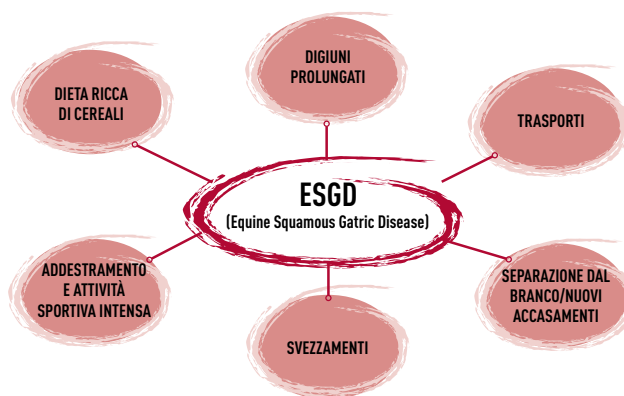 DIGIUNI
PROLUNGATI
DIETA RICCA
DI CEREALI
TRASPORTI
ESGD
(Equine Squamous Gatric Disease)
ADDESTRAMENTO
E ATTIVITÀ
SPORTIVA INTENSA
SEPARAZIONE DAL
BRANCO/NUOVI
ACCASAMENTI
SVEZZAMENTI